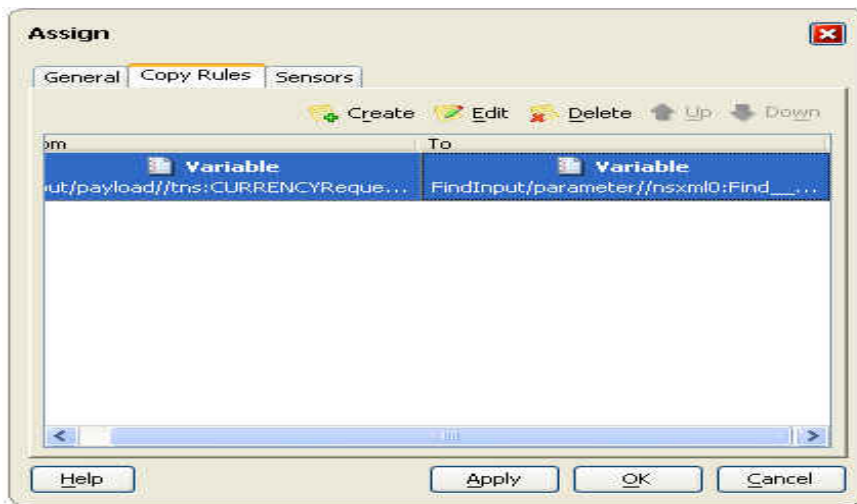 Assign
General Copy Rules Sensors
Create Edit Delete Up Down
om To
Variable Variable
ut/payload//tns:CURRENCYReque... FindInput/parameter//nsxml0:Find__...
Help Apply OK Cancel